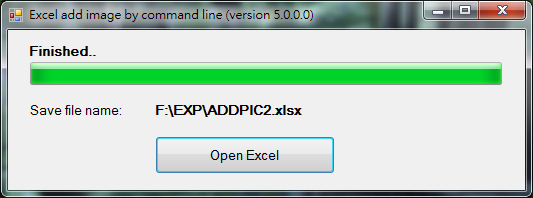 Excel add image by command line (version 5.0.0.0)
Finished..
Save file name: F:\EXP\ADDPIC2.xlsx
Open Excel